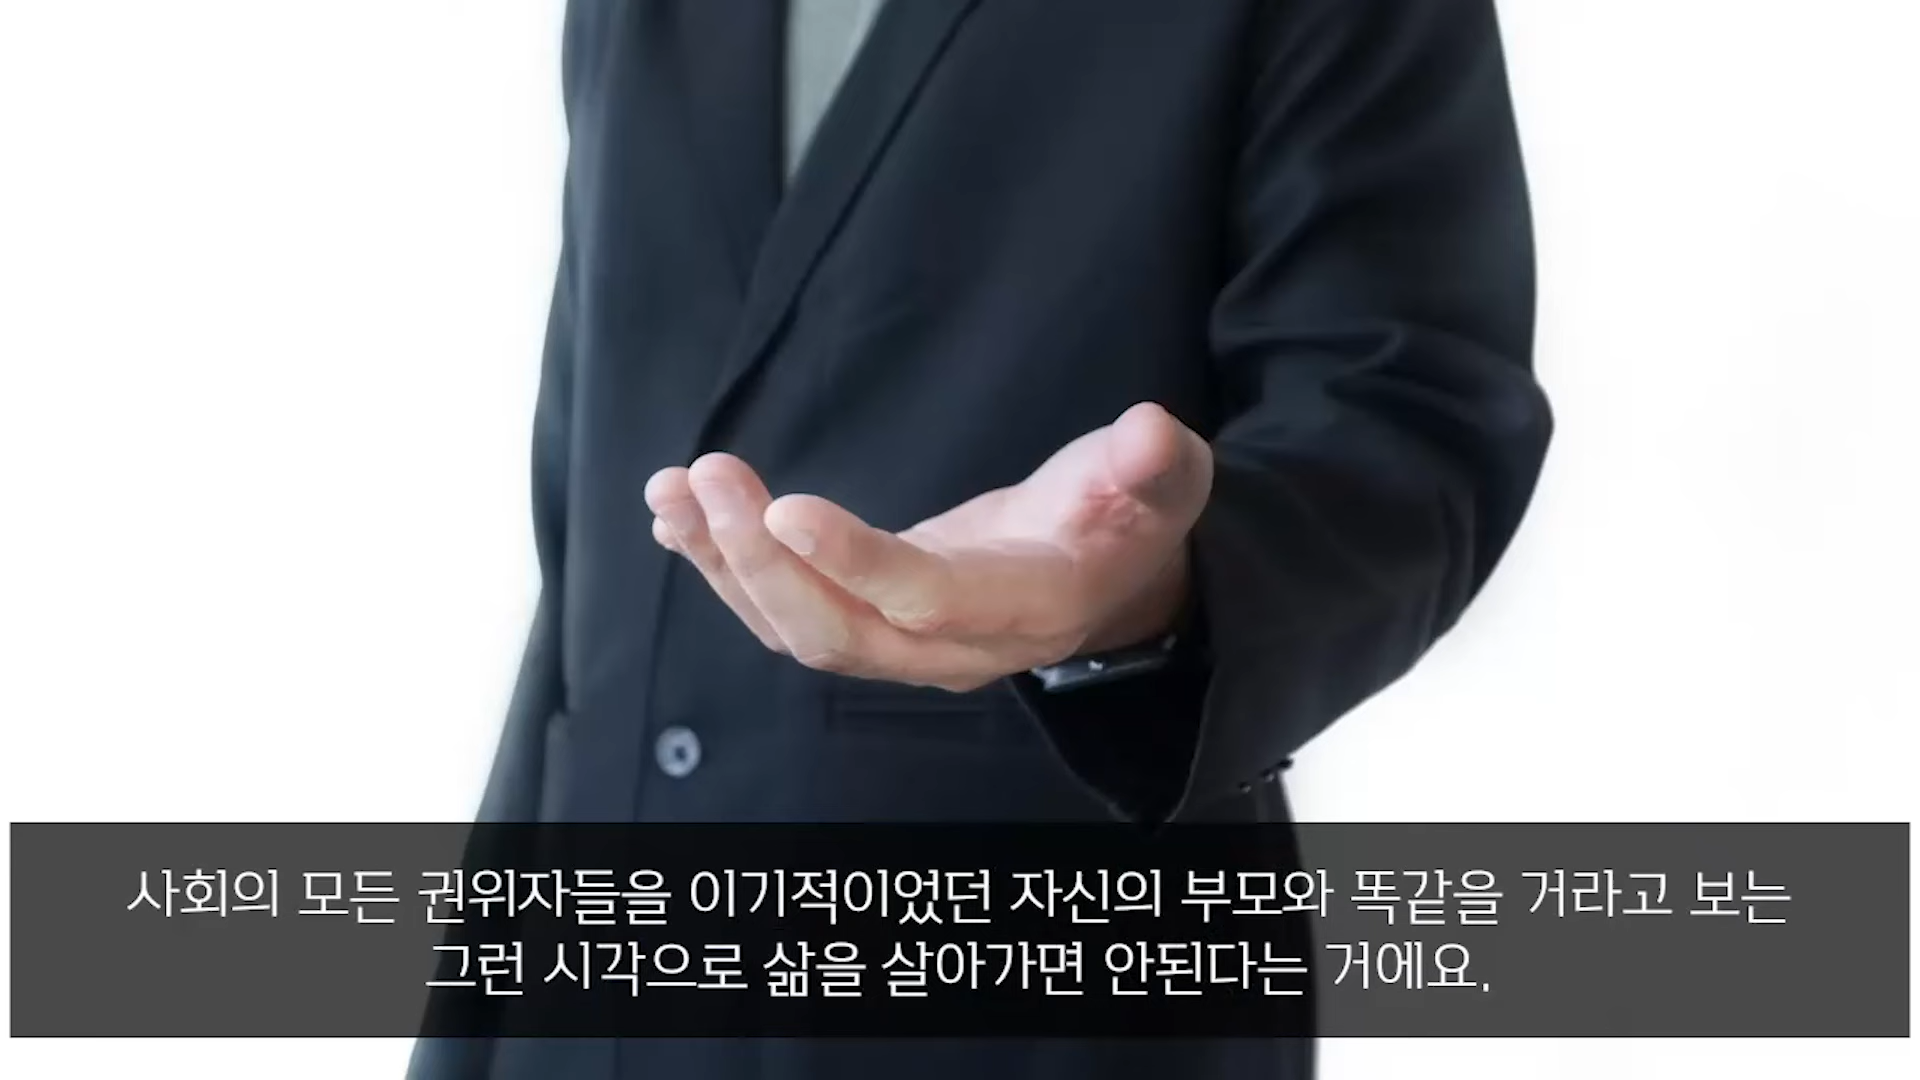 사회의 모든 권위자들을 이기적이었던 자신의 부모와 똑같을 거라고 보는
그런 시각으로 삶을 살아가면 안된다는 거에요.